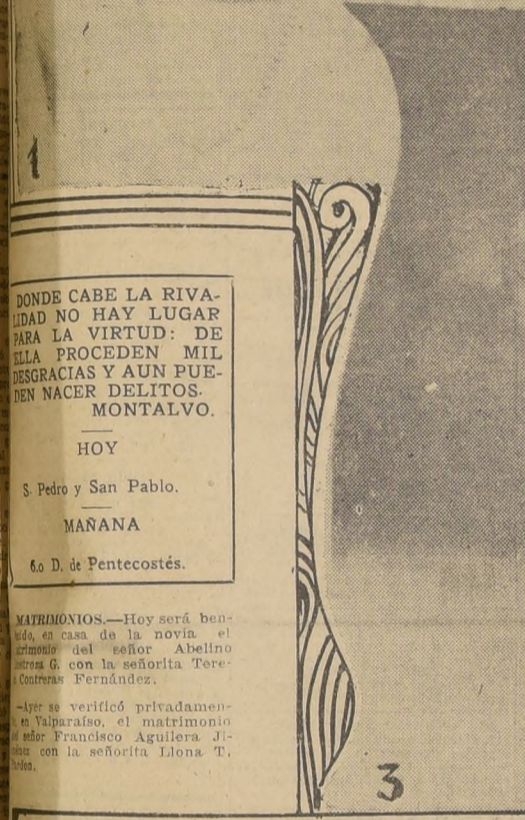 1
DONDE CABE LA RIVA-
LIDAD NO HAY LUGAR
PARA LA VIRTUD: DE
ELLA PROCEDEN MIL
DESGRACIAS Y AUN PUE-
DEN NACER DELITOS.
MONTALVO.
HOY
S. Pedro y San Pablo.
MAÑANA
6.o D. de Pentecostés.
MATRIMONIOS.—Hoy será ben-
en casa de la novia el
del señor Abelino
G. con la señorita Tere-
Contreras Fernández.
—Ayer se verificó privadamen-
en Valparaíso, el matrimonio
señor Francisco Aguilera Ji-
con la señorita Llona T.
3